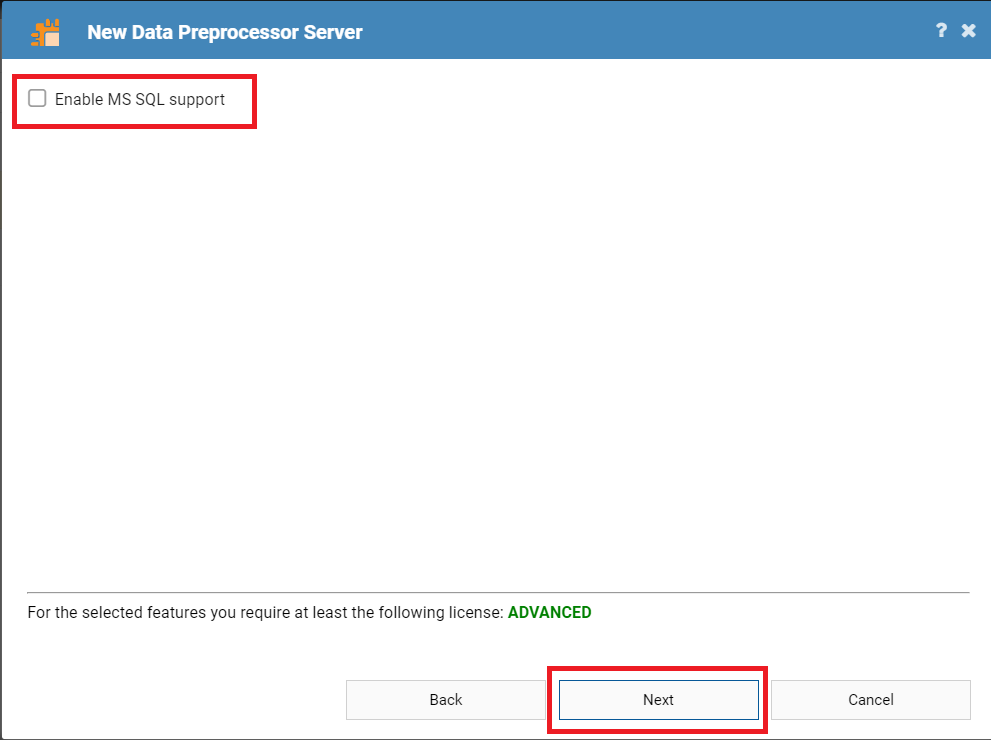 New Data Preprocessor Server
?
Enable MS SQL support
For the selected features you require at least the following license: ADVANCED
Back
Next
Cancel